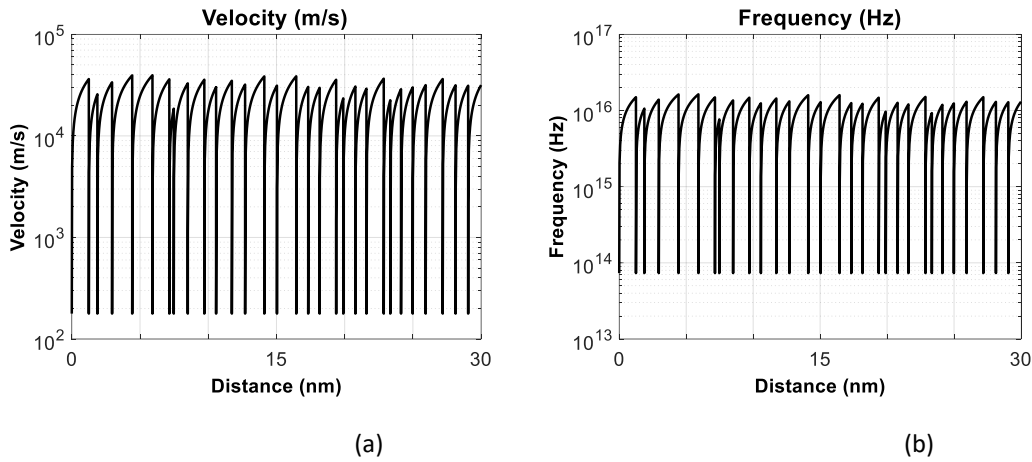 Velocity (m/s)
10^5
10^4
10^3
10^2
Velocity (m/s)
0
15
30
Distance (nm)
(a)
Frequency (Hz)
10^17
10^16
10^15
10^14
10^13
Frequency (Hz)
0
15
30
Distance (nm)
(b)